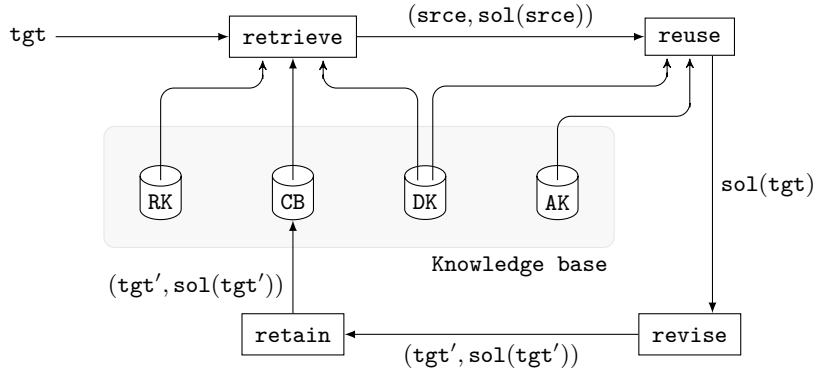 (srce, sol(srce))
tgt
retrieve
reuse
RK
CB
DK
AK
sol(tgt)
Knowledge base
(tgt′, sol(tgt′))
retain
revise
(tgt′, sol(tgt′))